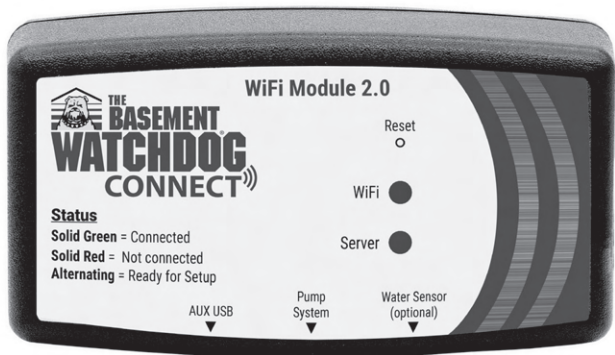 WiFi Module 2.0
THE
BASEMENT
WATCHDOG
CONNECT
Reset
WiFi
Server
Status
Solid Green = Connected
Solid Red = Not connected
Alternating = Ready for Setup
AUX USB
Pump
System
Water Sensor
(optional)